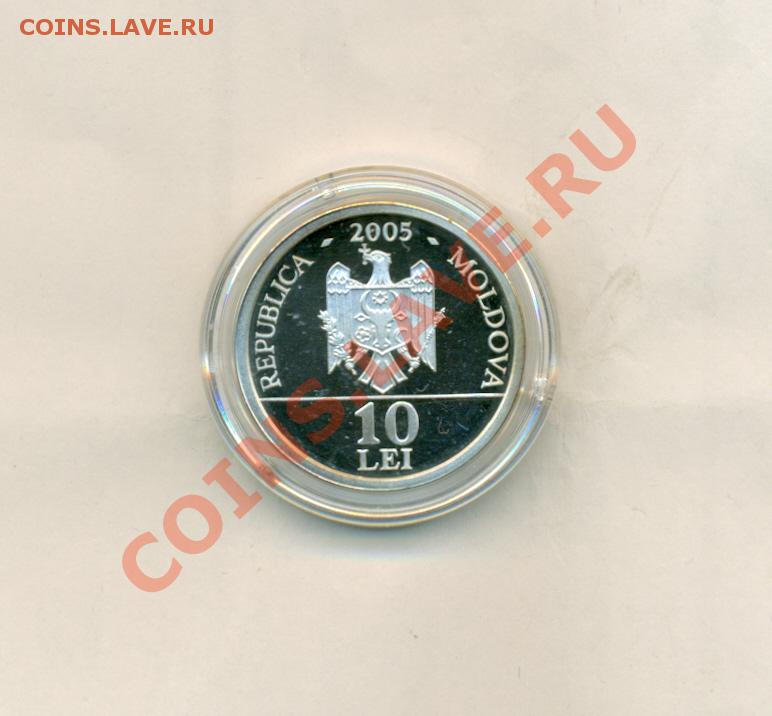 COINS.LAVE.RU
- 2005 -
REPUBLICA
MOLDOVA
10
LEI
COINS.LAVE.RU